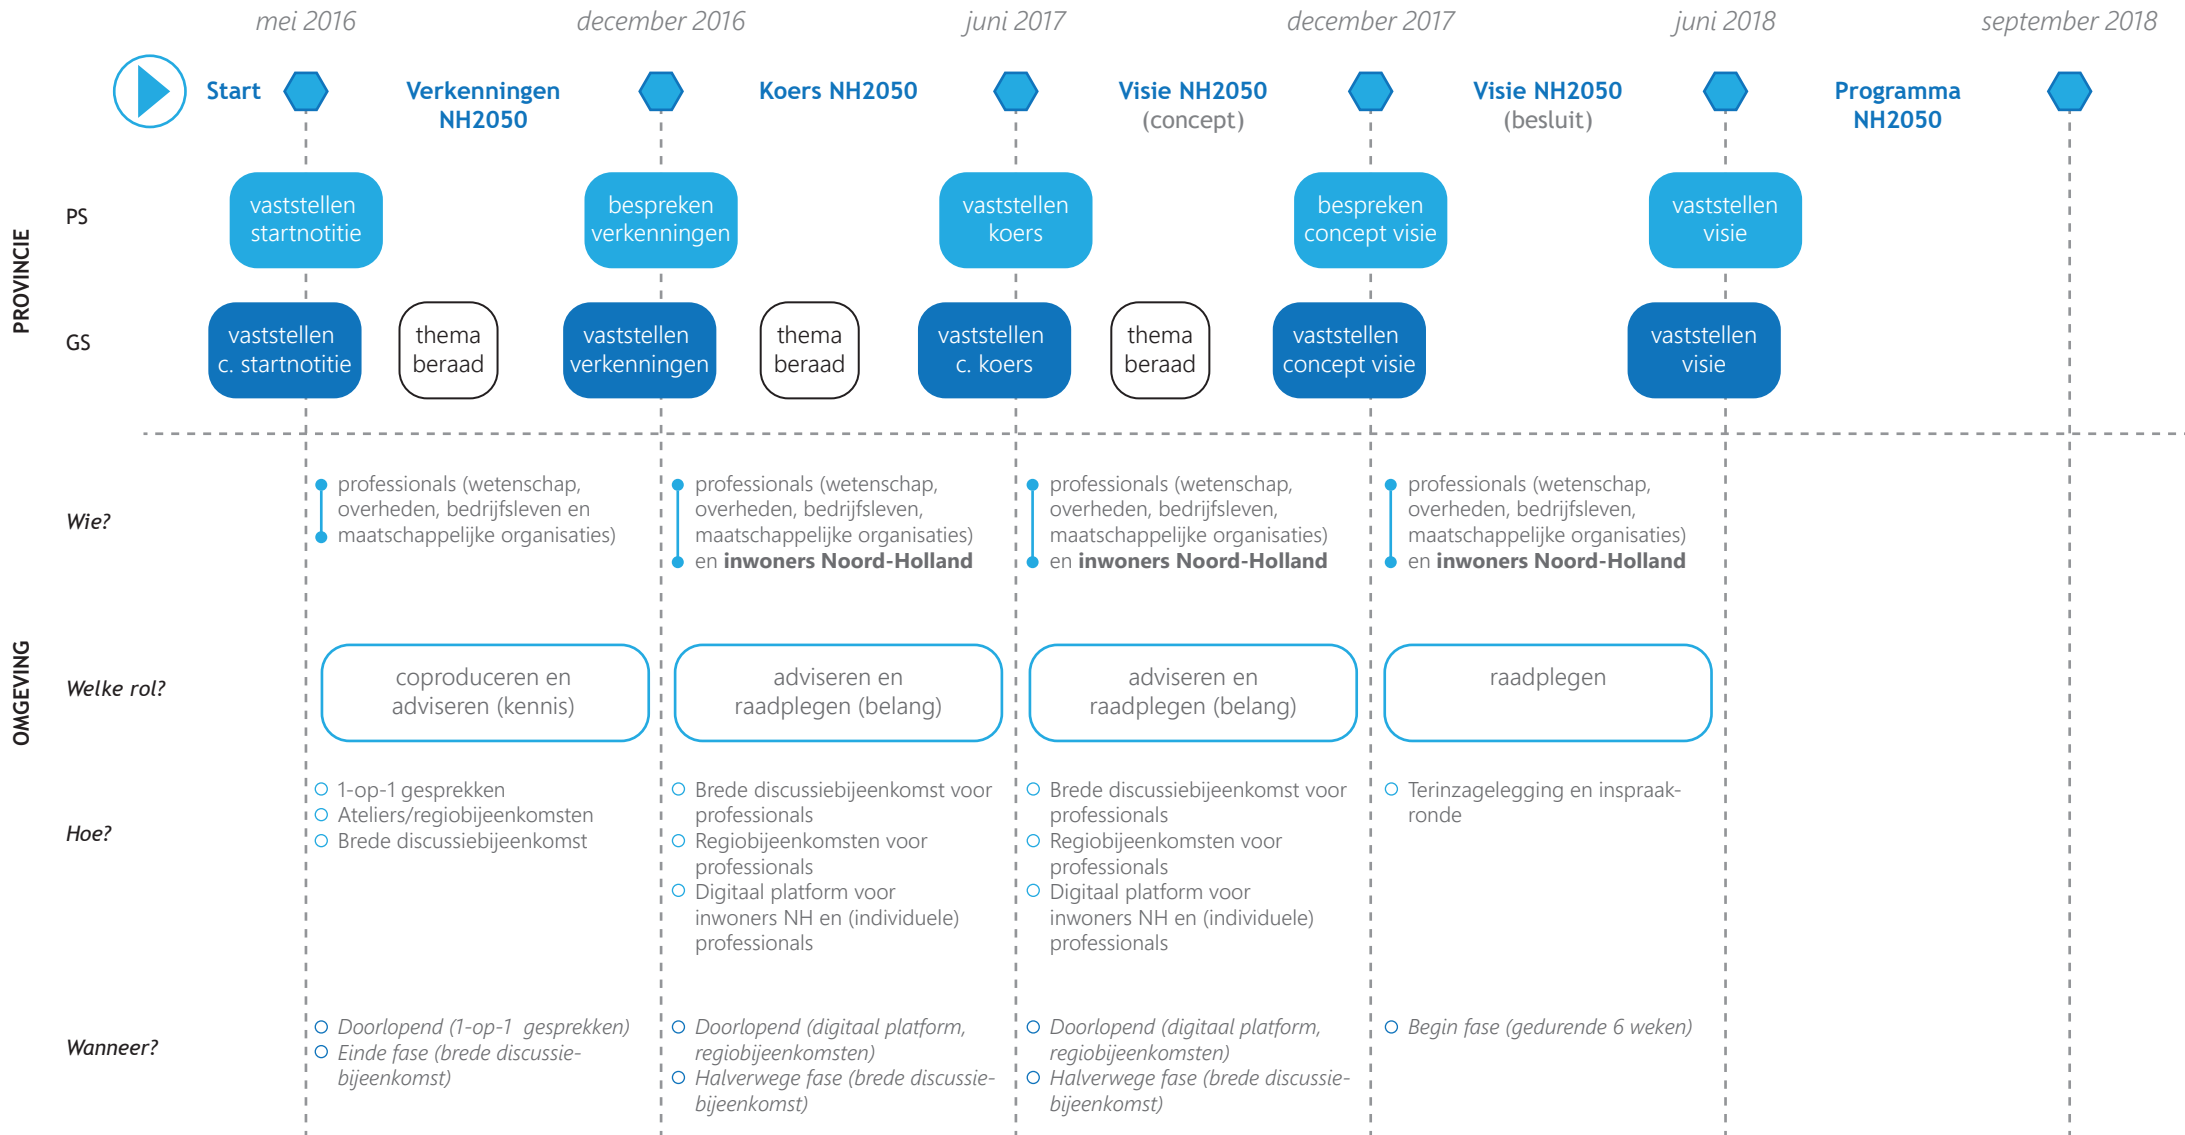 mei 2016
december 2016
juni 2017
december 2017
juni 2018
september 2018
Start
Verkenningen
NH2050
Koers NH2050
Visie NH2050
(concept)
Visie NH2050
(besluit)
Programma
NH2050
PROVINCIE
PS
vaststellen
startnotitie
bespreken
verkenningen
vaststellen
koers
bespreken
concept visie
vaststellen
visie
GS
vaststellen
c. startnotitie
thema
beraad
vaststellen
verkenningen
thema
beraad
vaststellen
c. koers
thema
beraad
vaststellen
concept visie
vaststellen
visie
OMGEVING
Wie?
professionals (wetenschap,
overheden, bedrijfsleven en
maatschappelijke organisaties)
professionals (wetenschap,
overheden, bedrijfsleven,
maatschappelijke organisaties)
en inwoners Noord-Holland
professionals (wetenschap,
overheden, bedrijfsleven,
maatschappelijke organisaties)
en inwoners Noord-Holland
professionals (wetenschap,
overheden, bedrijfsleven,
maatschappelijke organisaties)
en inwoners Noord-Holland
Welke rol?
coproduceren en
adviseren (kennis)
adviseren en
raadplegen (belang)
adviseren en
raadplegen (belang)
raadplegen
Hoe?
1-op-1 gesprekken
Ateliers/regiobijeenkomsten
Brede discussiebijeenkomst
Brede discussiebijeenkomst voor
professionals
Regiobijeenkomsten voor
professionals
Digitaal platform voor
inwoners NH en (individuele)
professionals
Brede discussiebijeenkomst voor
professionals
Regiobijeenkomsten voor
professionals
Digitaal platform voor
inwoners NH en (individuele)
professionals
Terinzagelegging en inspraak-
ronde
Wanneer?
Doorlopend (1-op-1 gesprekken)
Einde fase (brede discussie-
bijeenkomst)
Doorlopend (digitaal platform,
regiobijeenkomsten)
Halverwege fase (brede discussie-
bijeenkomst)
Doorlopend (digitaal platform,
regiobijeenkomsten)
Halverwege fase (brede discussie-
bijeenkomst)
Begin fase (gedurende 6 weken)